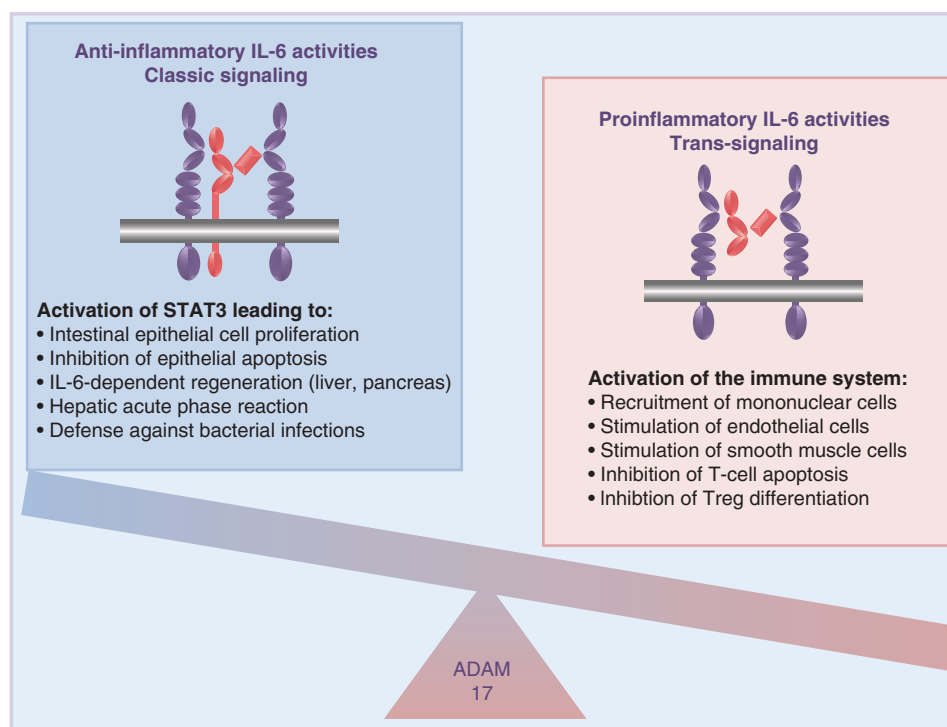 Anti-inflammatory IL-6 activities
Classic signaling
Activation of STAT3 leading to:
• Intestinal epithelial cell proliferation
• Inhibition of epithelial apoptosis
• IL-6-dependent regeneration (liver, pancreas)
• Hepatic acute phase reaction
• Defense against bacterial infections
Proinflammatory IL-6 activities
Trans-signaling
Activation of the immune system:
• Recruitment of mononuclear cells
• Stimulation of endothelial cells
• Stimulation of smooth muscle cells
• Inhibition of T-cell apoptosis
• Inhibtion of Treg differentiation
ADAM
17